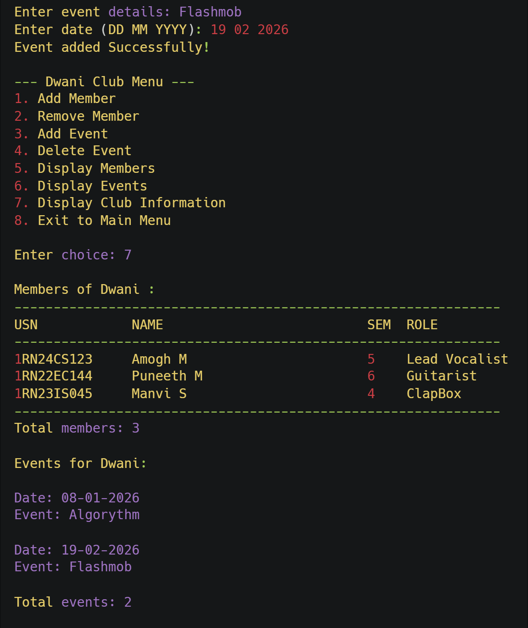 Enter event details: Flashmob
Enter date (DD MM YYYY): 19 02 2026
Event added Successfully!
--- Dwani Club Menu ---
1. Add Member
2. Remove Member
3. Add Event
4. Delete Event
5. Display Members
6. Display Events
7. Display Club Information
8. Exit to Main Menu
Enter choice: 7
Members of Dwani :
--------------------------------------------------------------
USN            NAME                          SEM  ROLE
--------------------------------------------------------------
1RN24CS123     Amogh M                       5    Lead Vocalist
1RN22EC144     Puneeth M                     6    Guitarist
1RN23IS045     Manvi S                       4    ClapBox
--------------------------------------------------------------
Total members: 3
Events for Dwani:
Date: 08-01-2026
Event: Algorythm
Date: 19-02-2026
Event: Flashmob
Total events: 2